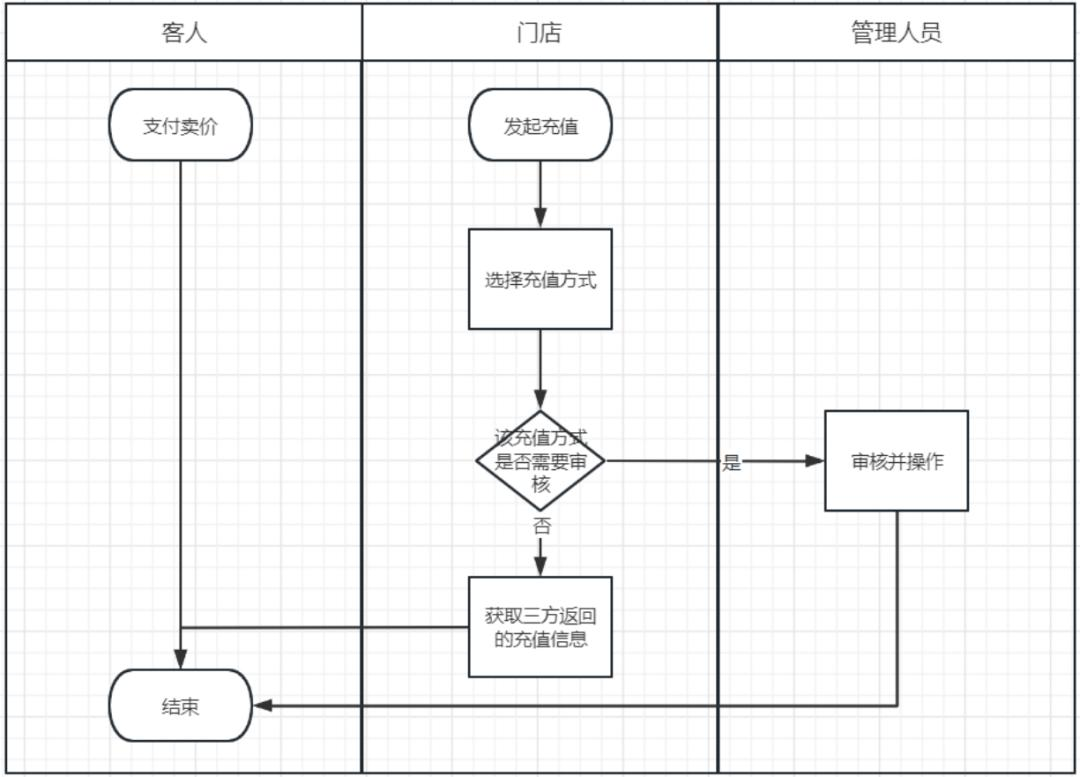 客人
门店
管理人员
支付卖价
发起充值
选择充值方式
该充值方式
是否需要审
核
是
审核并操作
否
获取三方返回
的充值信息
结束